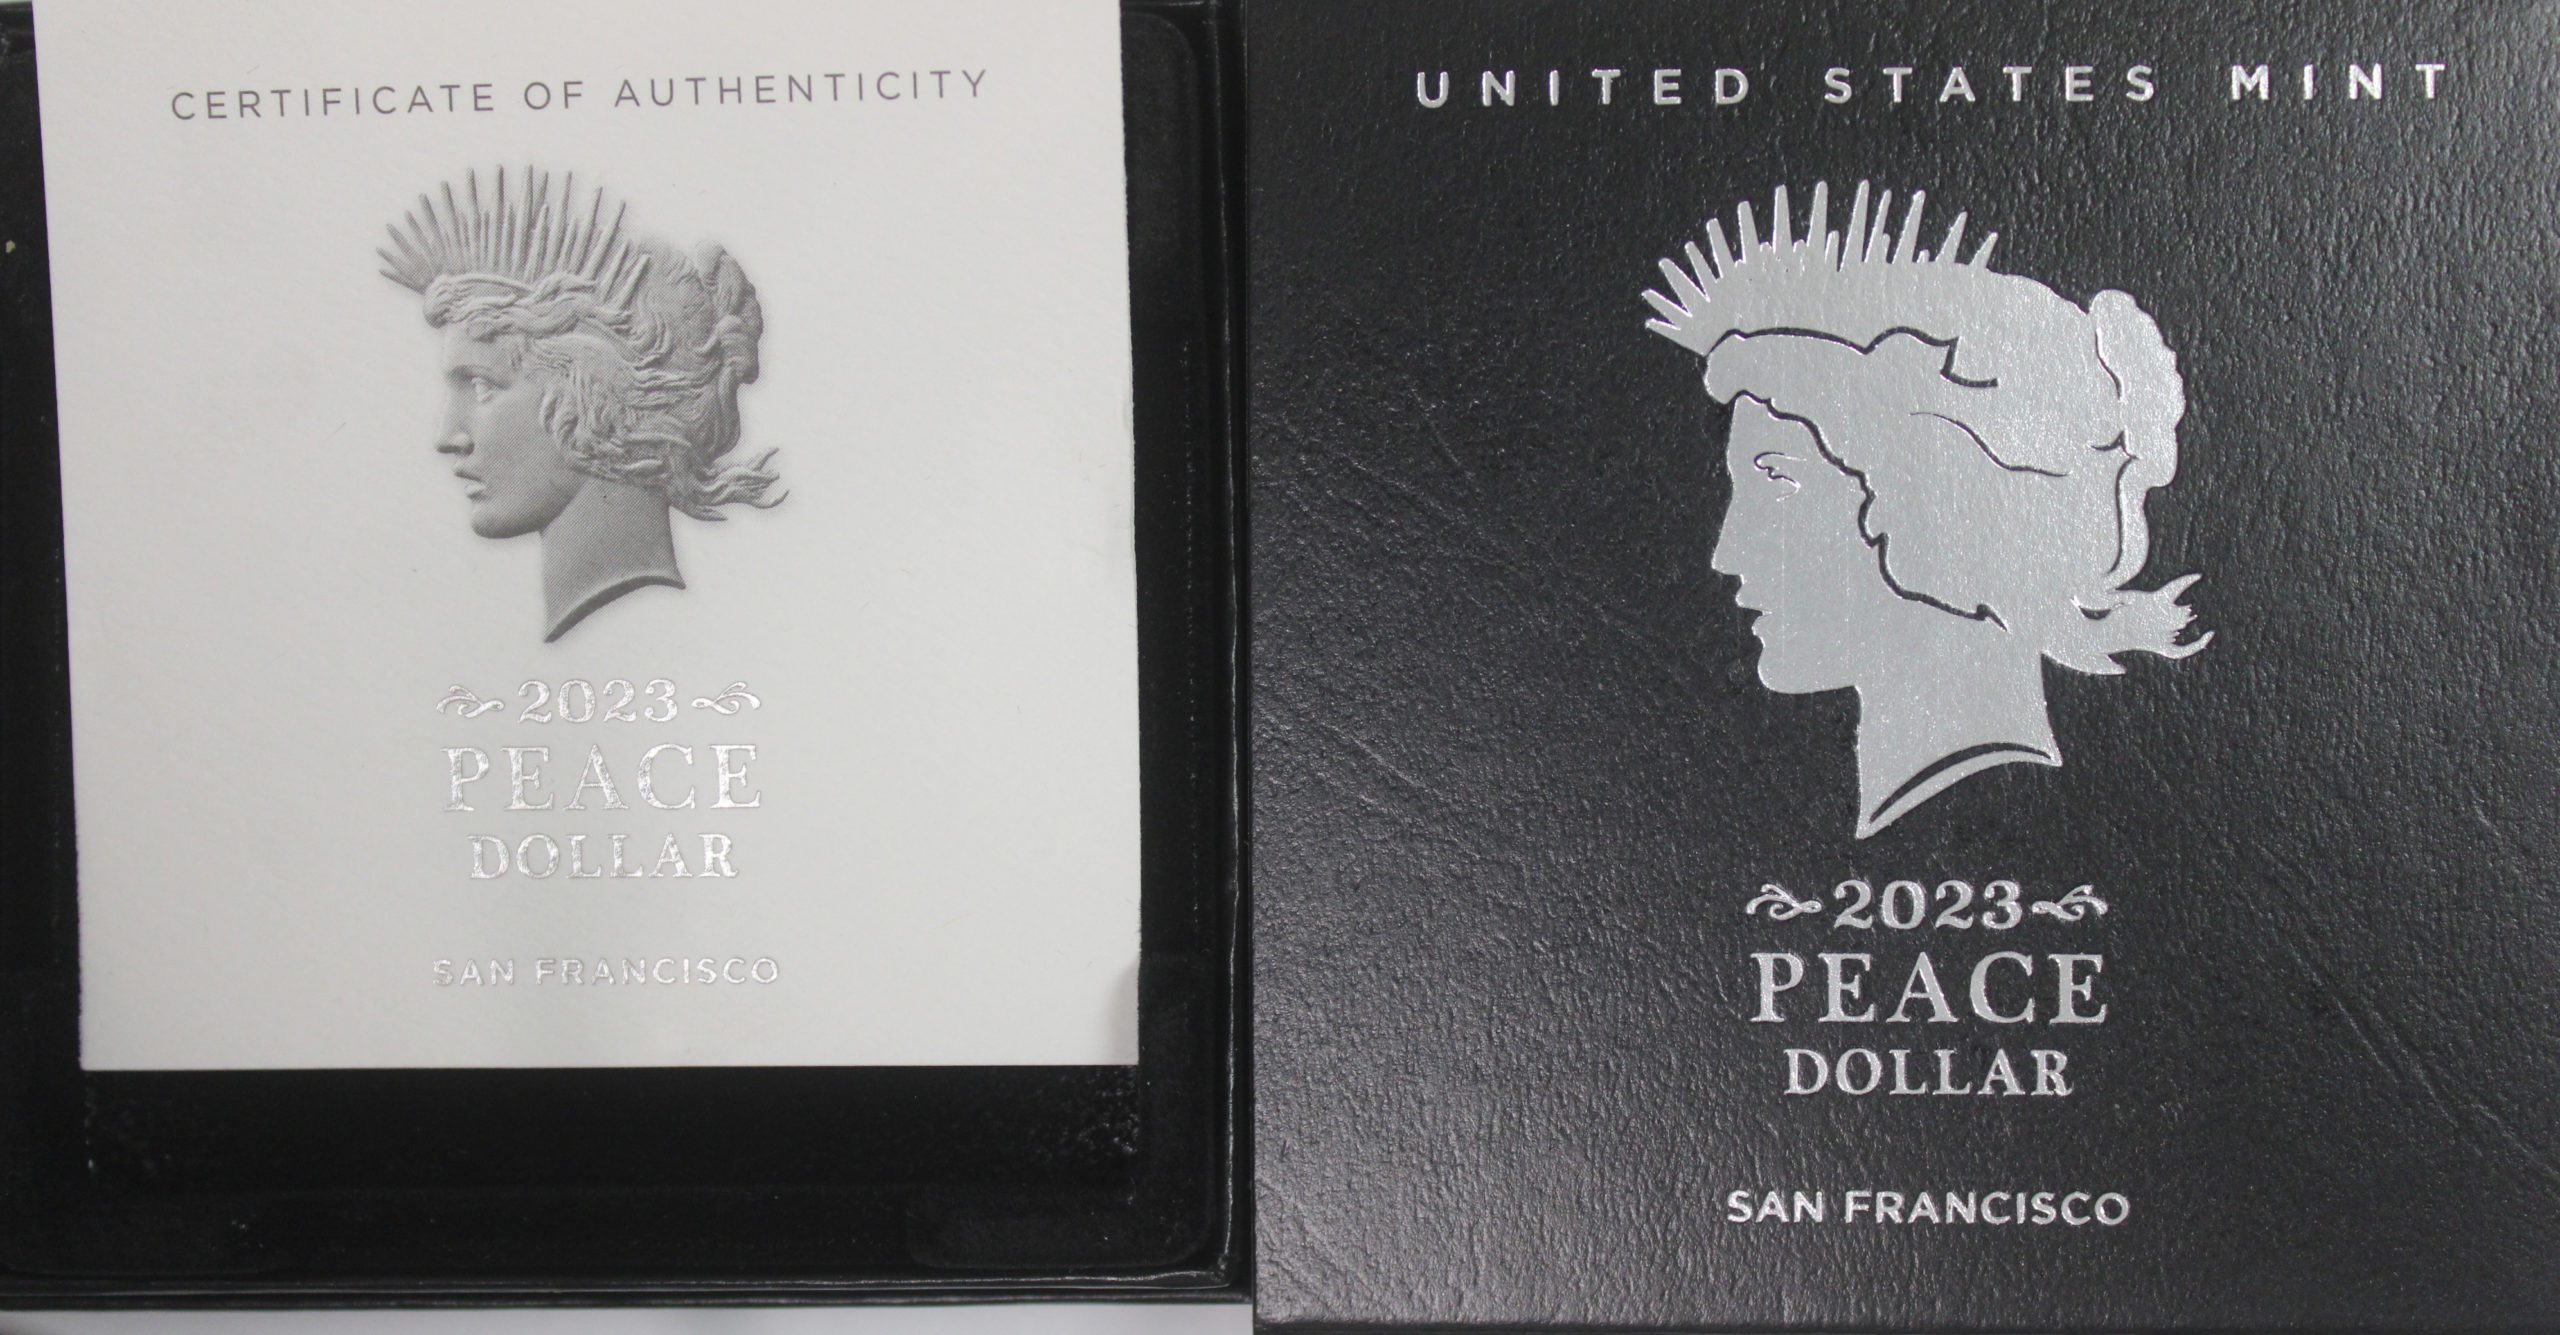 CERTIFICATE OF AUTHENTICITY
2023
PEACE
DOLLAR
SAN FRANCISCO
UNITED STATES MINT
2023
PEACE
DOLLAR
SAN FRANCISCO